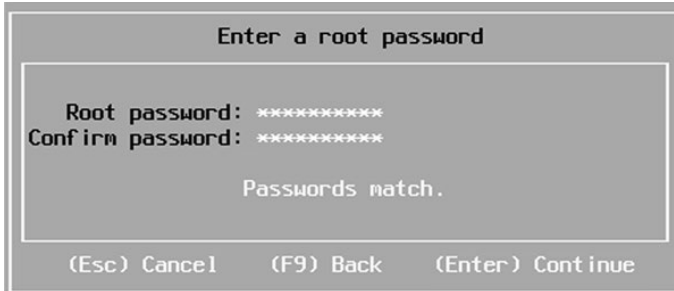 Enter a root password
Root password: **********
Confirm password: **********
Passwords match.
(Esc) Cancel (F9) Back (Enter) Continue